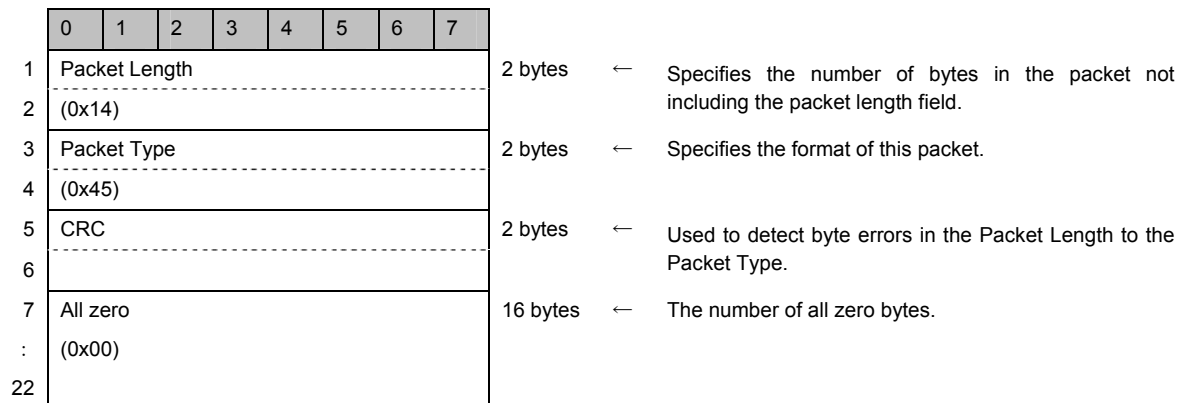 0 1 2 3 4 5 6 7
1 Packet Length 2 bytes ← Specifies the number of bytes in the packet not
2 (0x14) including the packet length field.
3 Packet Type 2 bytes ← Specifies the format of this packet.
4 (0x45)
5 CRC 2 bytes ← Used to detect byte errors in the Packet Length to the
6 Packet Type.
7 All zero 16 bytes ← The number of all zero bytes.
: (0x00)
22